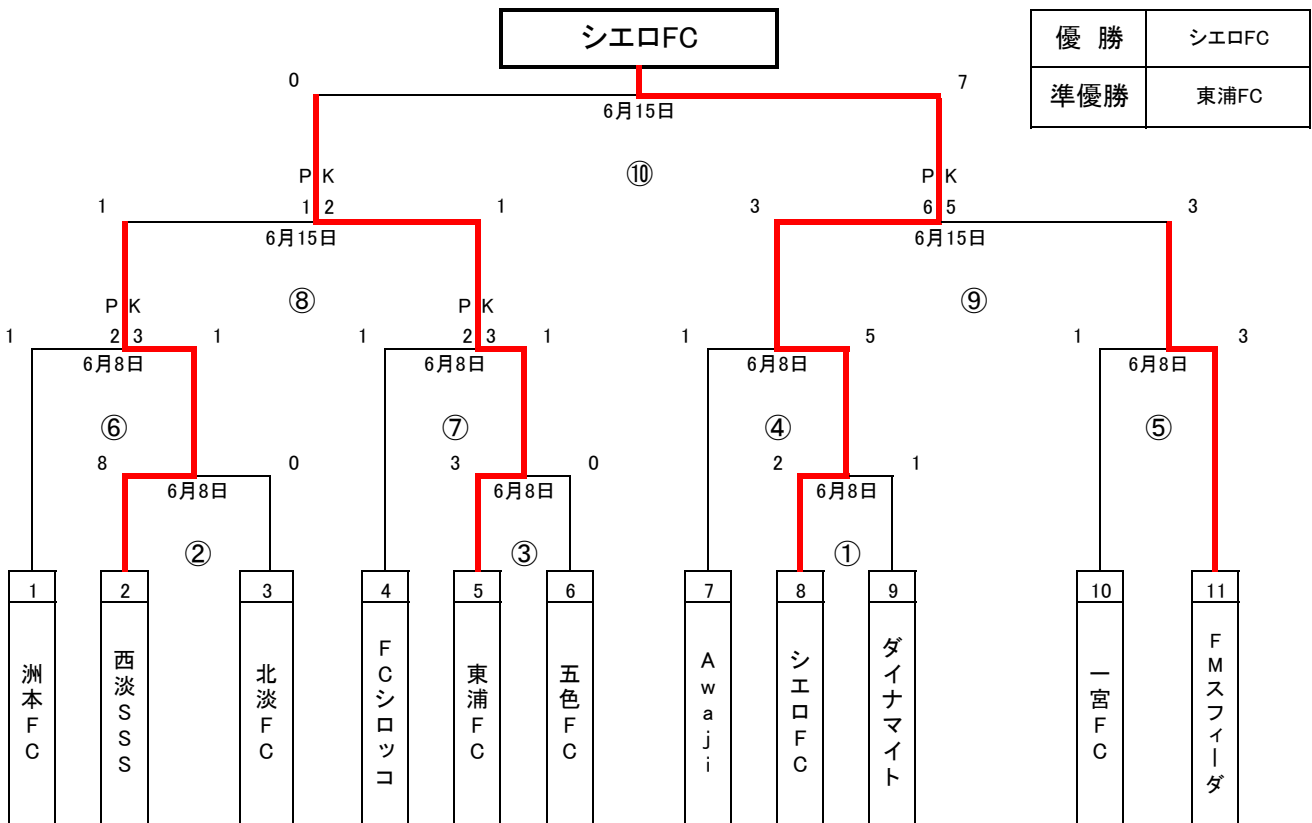 シエロFC
優 勝 シエロFC
準優勝 東浦FC
0 7
6月15日
⑩
PK PK
1 12 1 3 65 3
6月15日 6月15日
⑧ ⑨
PK PK
1 23 1 1 23 1 1 5 1 3
6月8日 6月8日 6月8日 6月8日
⑥ ⑦ ④ ⑤
8 0 3 0 2 1
6月8日 6月8日 6月8日
② ③ ①
1 2 3 4 5 6 7 8 9 10 11
洲本FC
西淡SSS
北淡FC
FCシロッコ
東浦FC
五色FC
Awaji
シエロFC
ダイナマイト
一宮FC
FMスフィーダ